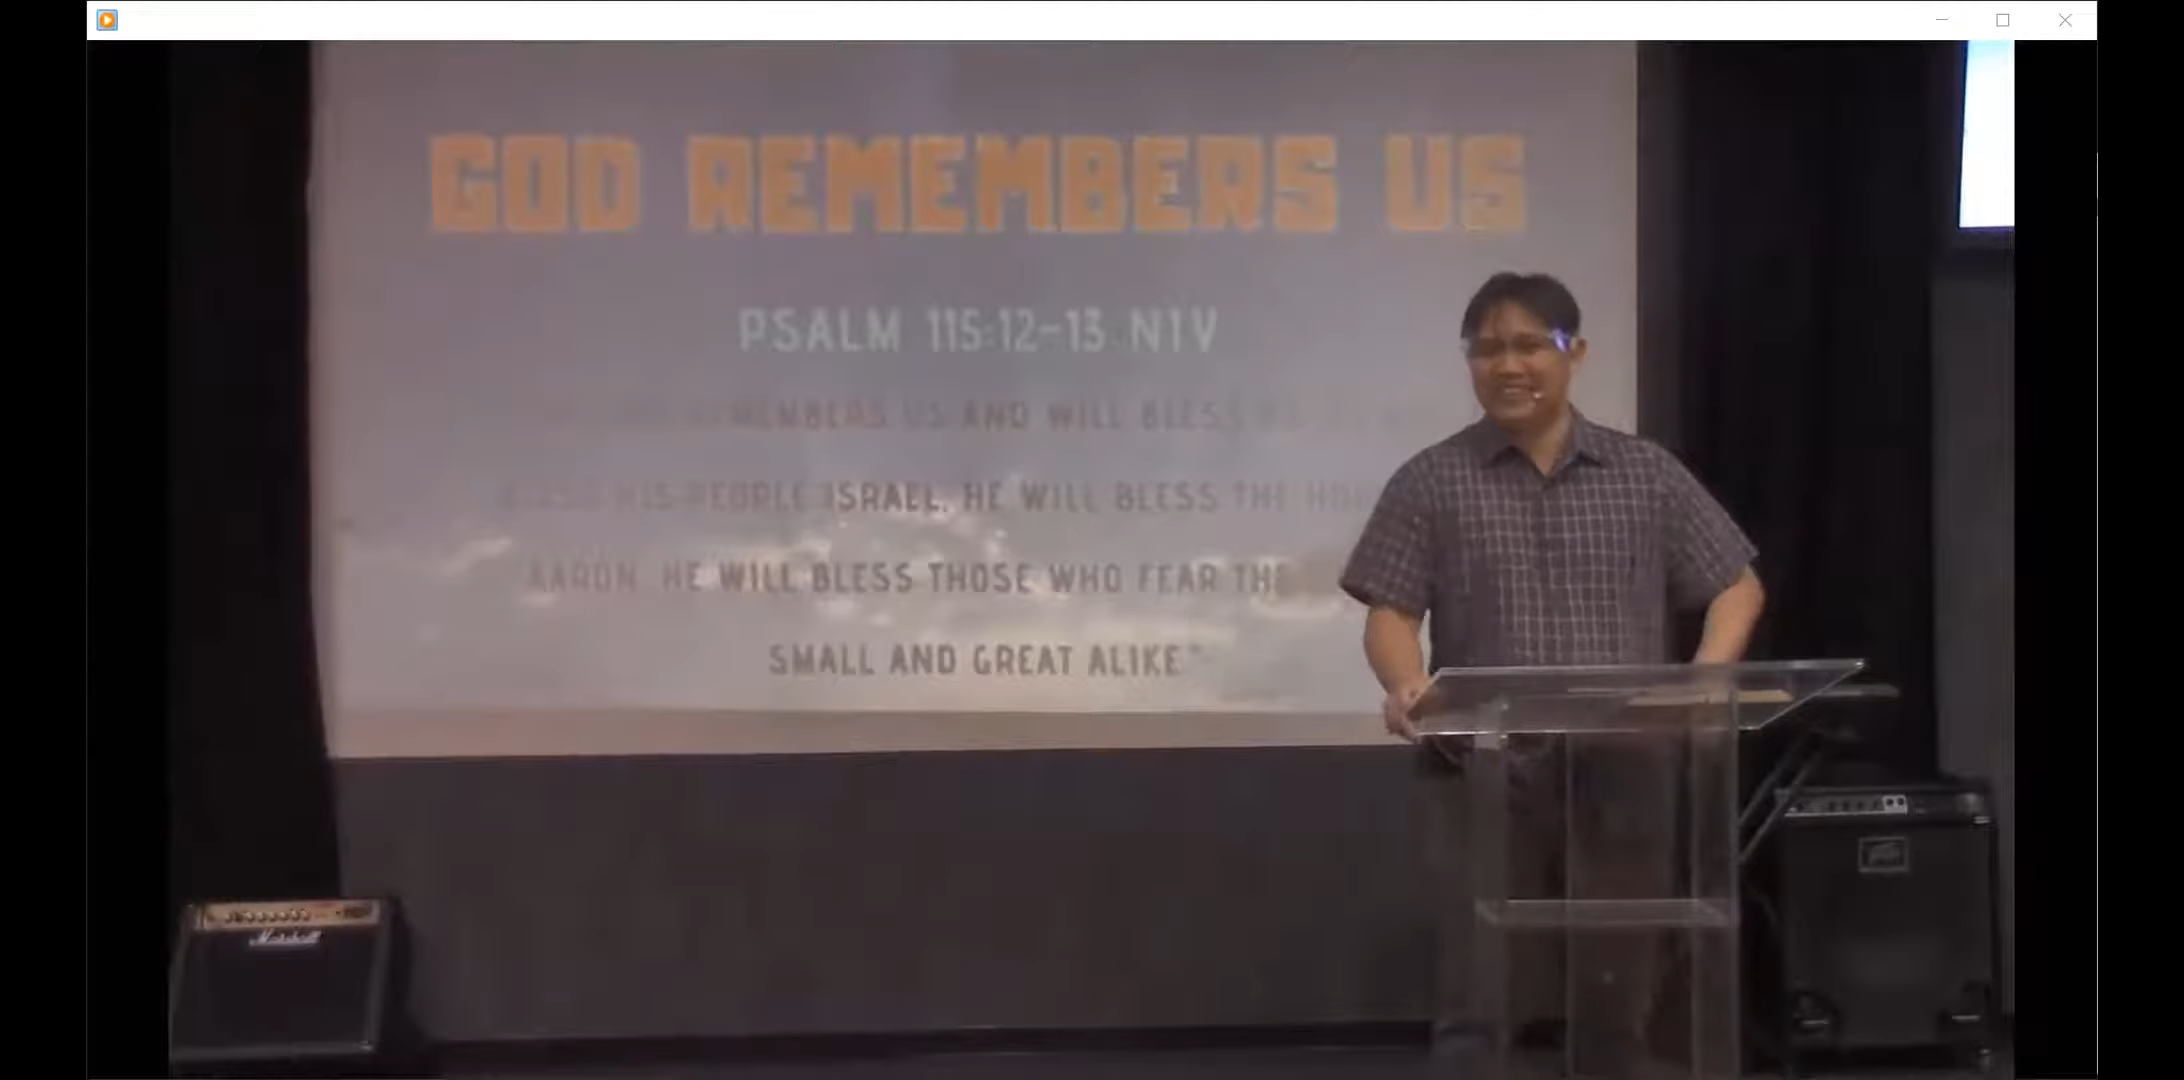 GOD REMEMBERS US
PSALM 115:12-13 NIV
REMEMBERS US AND WILL BLESS
HIS PEOPLE ISRAEL, HE WILL BLESS THE
AARON, HE WILL BLESS THOSE WHO FEAR THE
SMALL AND GREAT ALIKE"
Marshall